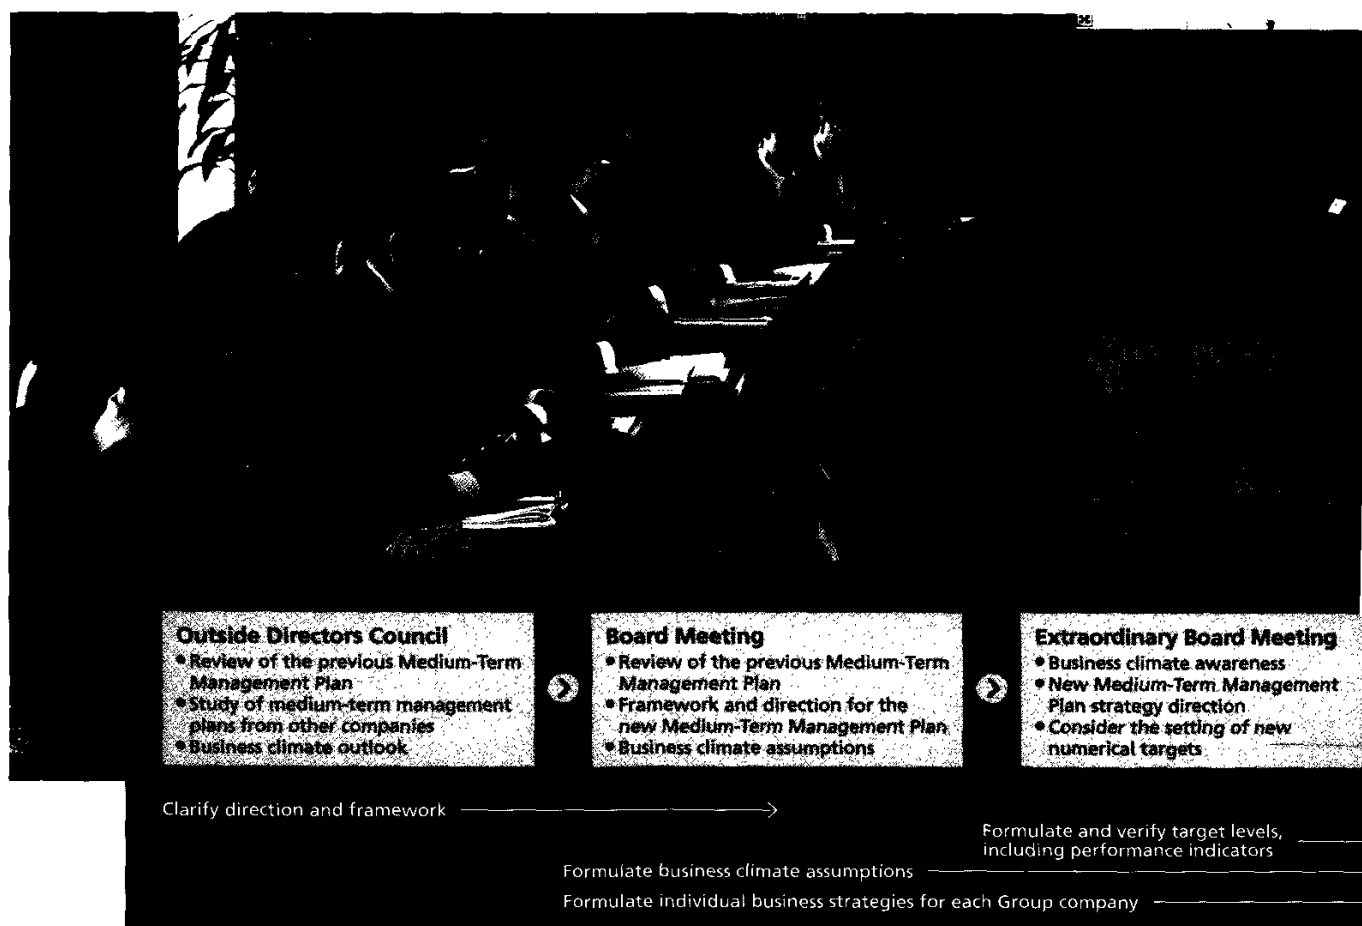 Outside Directors Council
• Review of the previous Medium-Term
Management Plan
• Study of medium-term management
plans from other companies
• Business climate outlook
Board Meeting
• Review of the previous Medium-Term
Management Plan
• Framework and direction for the
new Medium-Term Management Plan
• Business climate assumptions
Extraordinary Board Meeting
• Business climate awareness
• New Medium-Term Management
Plan strategy direction
• Consider the setting of new
numerical targets
Clarify direction and framework
Formulate and verify target levels,
including performance indicators
Formulate business climate assumptions
Formulate individual business strategies for each Group company